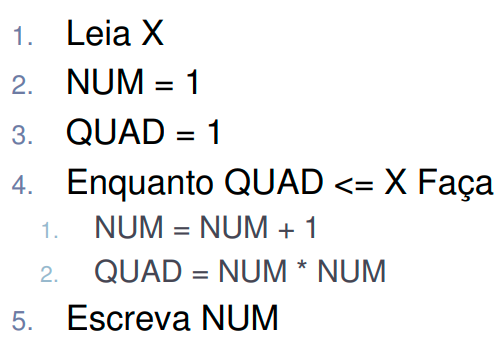 1. Leia X
2. NUM = 1
3. QUAD = 1
4. Enquanto QUAD <= X Faça
1. NUM = NUM + 1
2. QUAD = NUM * NUM
5. Escreva NUM